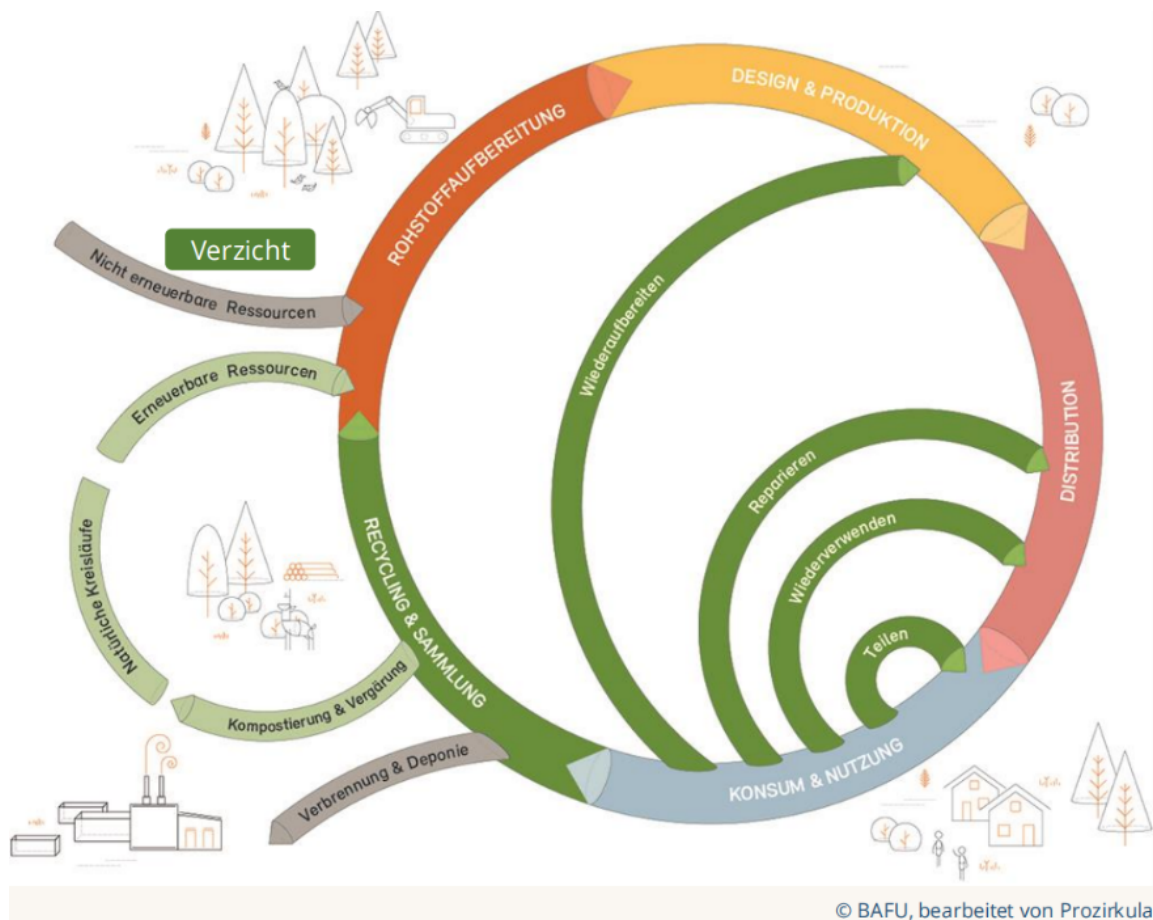 DESIGN & PRODUKTION
ROHSTOFFAUFBEREITUNG
Verzicht
Nicht erneuerbare Ressourcen
Erneuerbare Ressourcen
Wiederaufbereiten
DISTRIBUTION
Reparieren
Wiederverwenden
Teilen
Natürliche Kreisläufe
RECYCLING & SAMMLUNG
Kompostierung & Vergärung
Verbrennung & Deponie
KONSUM & NUTZUNG
© BAFU, bearbeitet von Prozirkula